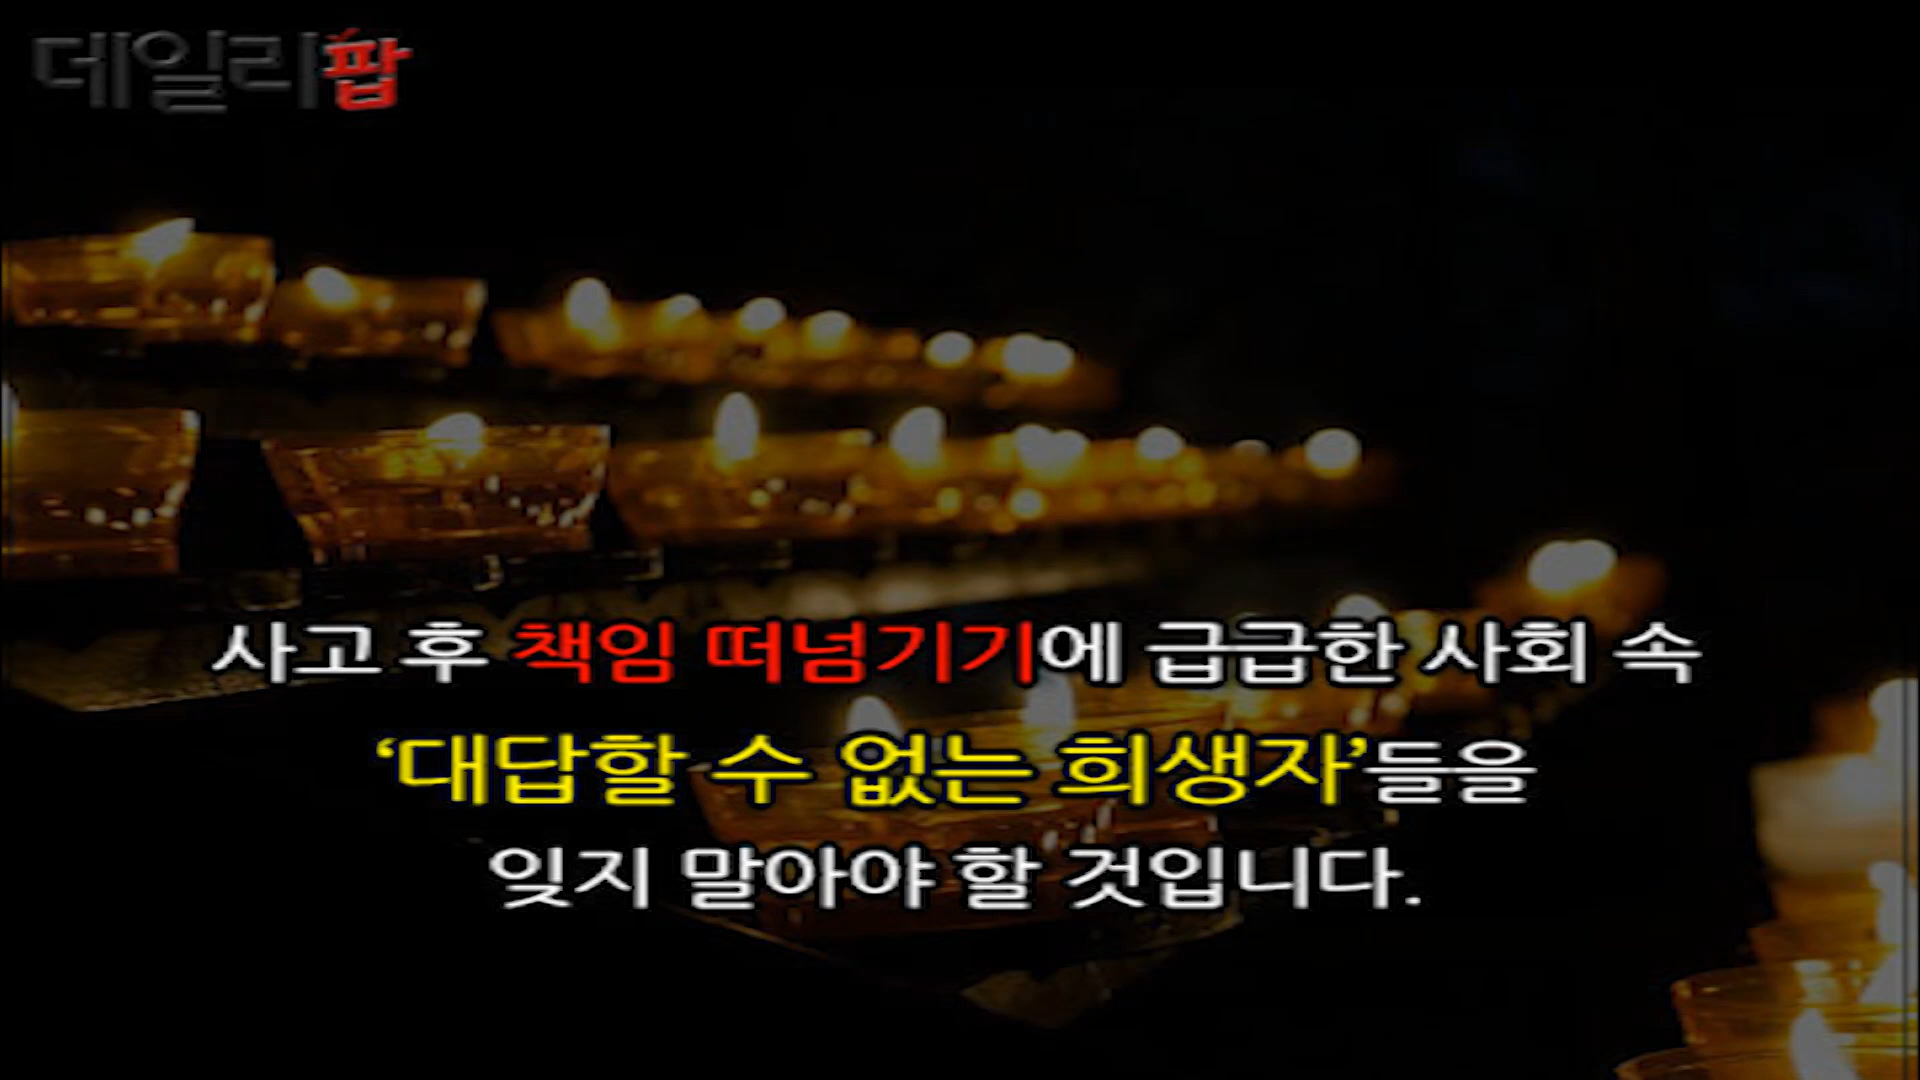 데일리팝
사고 후 책임 떠넘기기에 급급한 사회 속
‘대답할 수 없는 희생자’들을
잊지 말아야 할 것입니다.